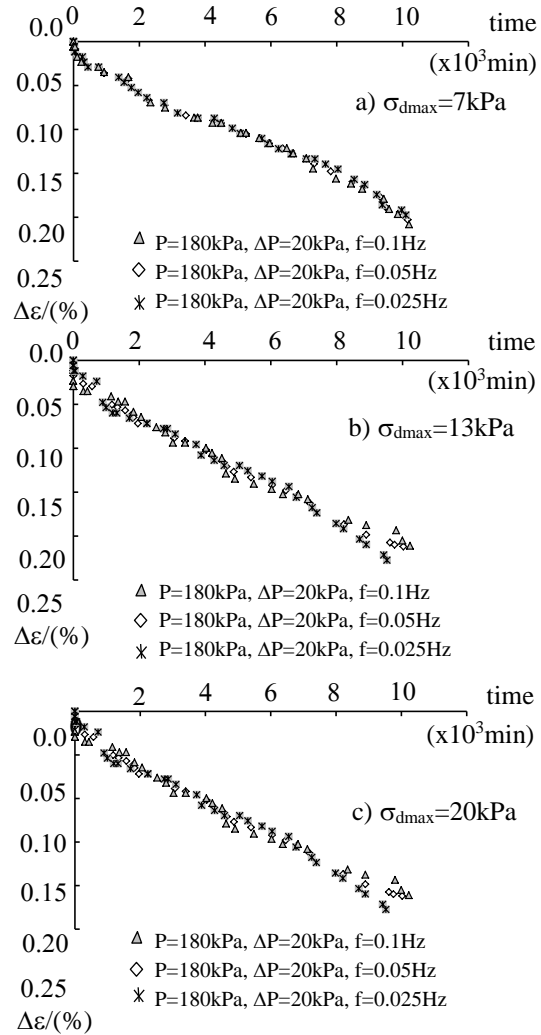 0 2 4 6 8 10 time
0.0
(x10³min)
0.05
a) σdmax=7kPa
0.10
0.15
0.20
P=180kPa, ΔP=20kPa, f=0.1Hz
P=180kPa, ΔP=20kPa, f=0.05Hz
0.25
P=180kPa, ΔP=20kPa, f=0.025Hz
Δε/(%)
0 2 4 6 8 10 time
0.0
(x10³min)
0.05
b) σdmax=13kPa
0.10
0.15
0.20
P=180kPa, ΔP=20kPa, f=0.1Hz
0.25
P=180kPa, ΔP=20kPa, f=0.05Hz
Δε/(%)
P=180kPa, ΔP=20kPa, f=0.025Hz
0 2 4 6 8 10 time
0.0
(x10³min)
0.05
c) σdmax=20kPa
0.10
0.15
0.20
P=180kPa, ΔP=20kPa, f=0.1Hz
P=180kPa, ΔP=20kPa, f=0.05Hz
0.25
P=180kPa, ΔP=20kPa, f=0.025Hz
Δε/(%)